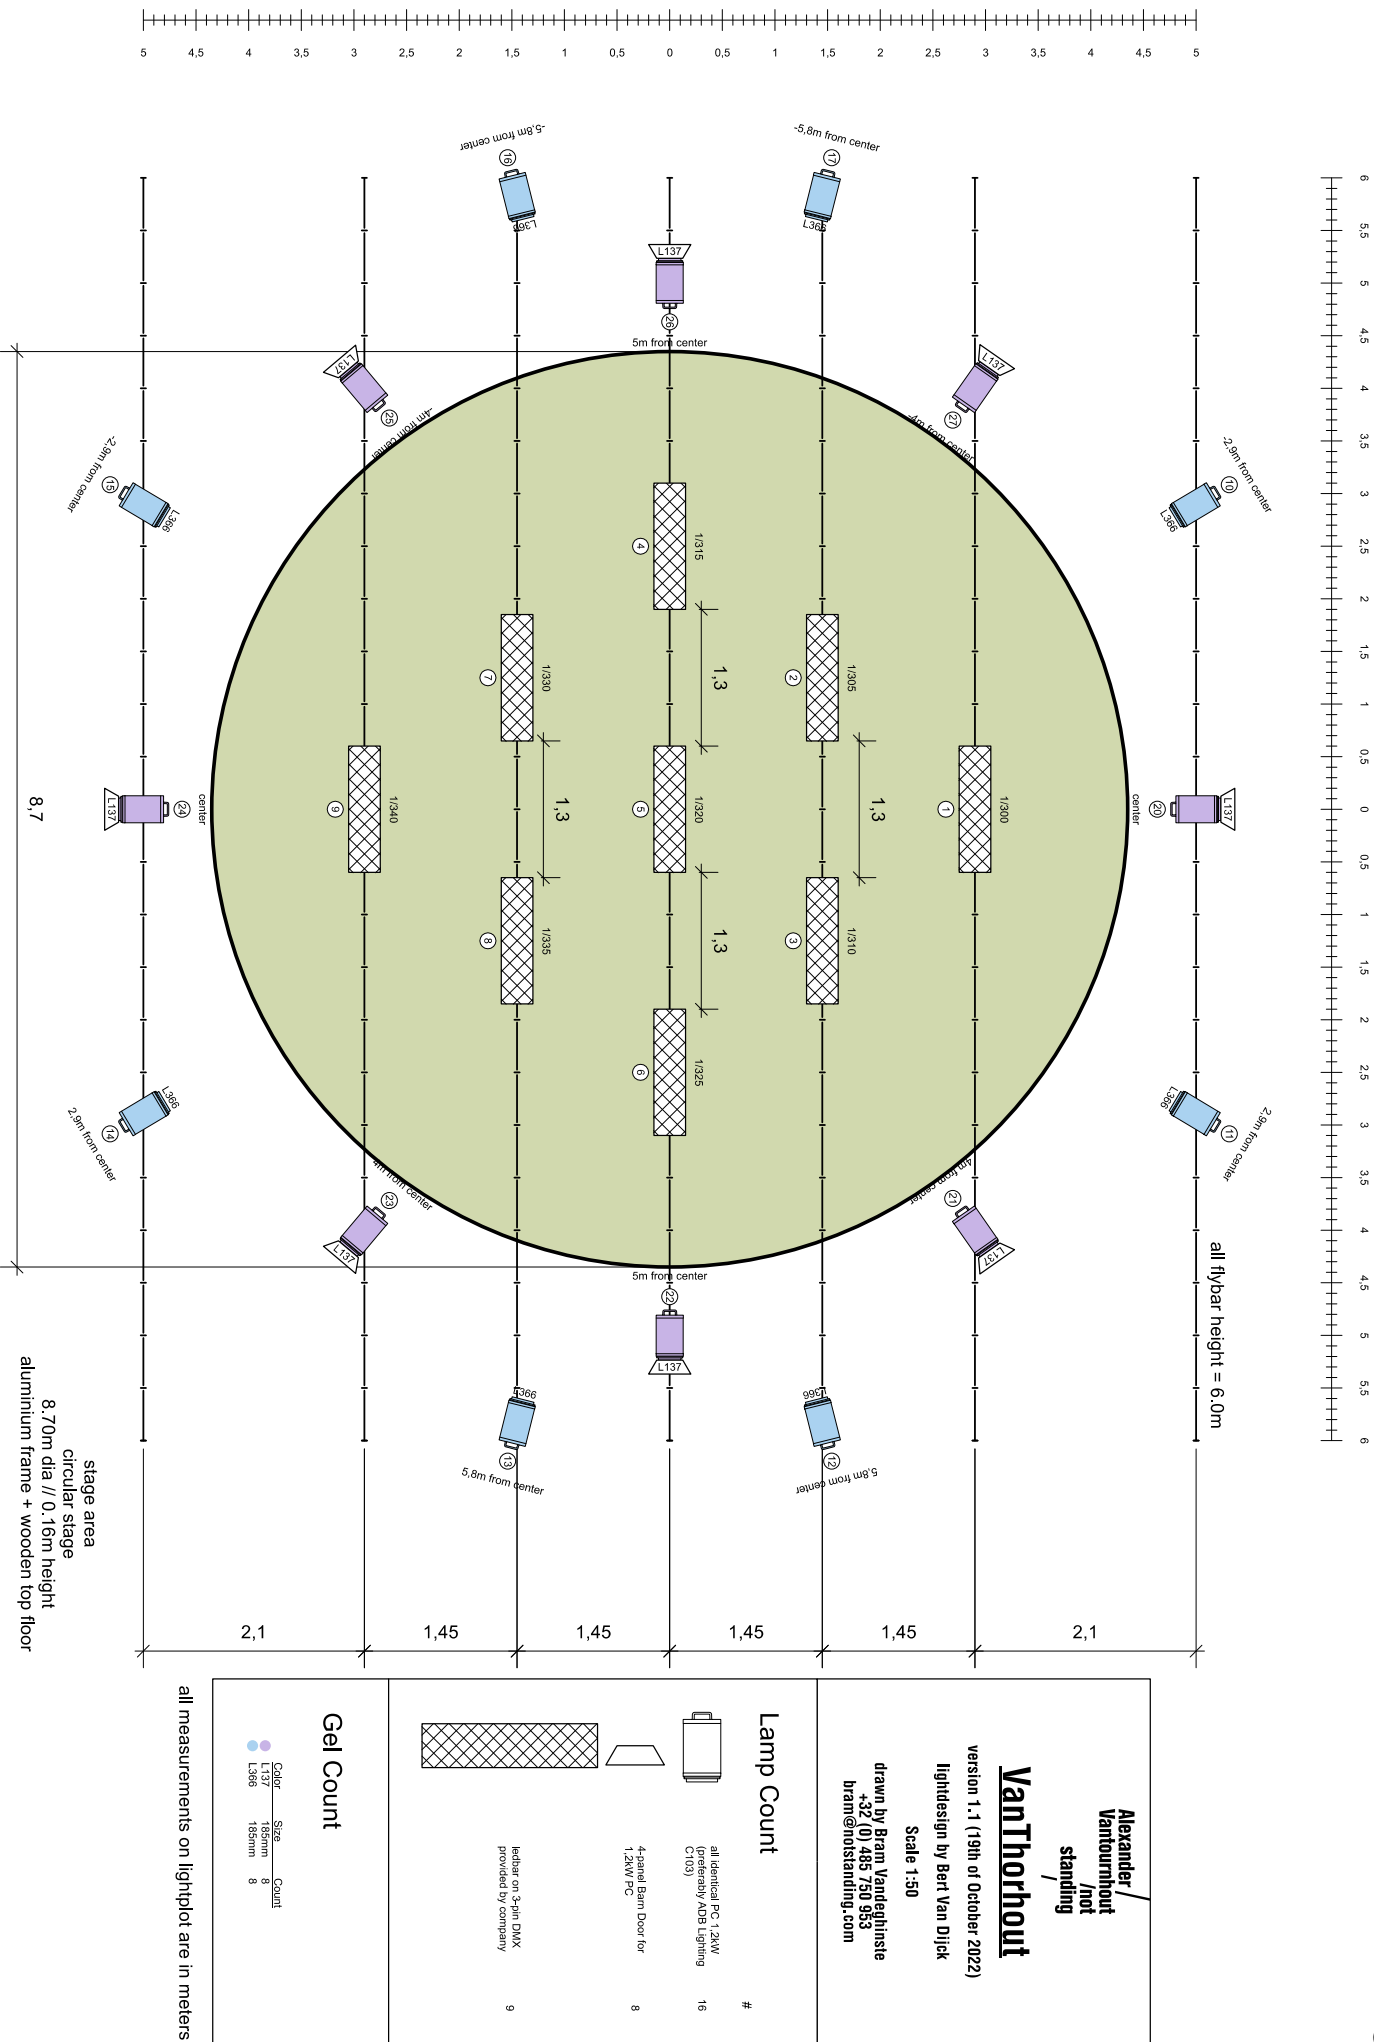 5 4,5 4 3,5 3 2,5 2 1,5 1 0,5 0 0,5 1 1,5 2 2,5 3 3,5 4 4,5 5
6 5,5 5 4,5 4 3,5 3 2,5 2 1,5 1 0,5 0 0,5 1 1,5 2 2,5 3 3,5 4 4,5 5 5,5 6
-5,8m from center
16
L366
-5,8m from center
17
L366
L137
26
5m from center
L137
25
-4m from center
L137
27
-4m from center
-2,9m from center
15
L366
-2,9m from center
10
L366
4
1/315
7
1/330
1,3
2
1/305
1,3
1,3
9
1/340
5
1/320
1
1/300
L137
24
center
center
20
L137
8
1/335
1,3
3
1/310
6
1/325
8,7
L366
14
2,9m from center
L366
11
2,9m from center
4m from center
23
L137
4m from center
21
L137
5m from center
22
L137
L366
13
5,8m from center
L366
12
5,8m from center
all flybar height = 6.0m
stage area
circular stage
8.70m dia // 0.16m height
aluminium frame + wooden top floor
2,1 1,45 1,45 1,45 1,45 2,1
Alexander
Vantournhout
/not
standing
VanThorhout
version 1.1 (19th of October 2022)
lightdesign by Bert Van Dijck
Scale 1:50
drawn by Bram Vandeghinste
+32 (0) 485 750 953
bram@notstanding.com
Lamp Count
#
all identical PC 1,2kW
(preferably ADB Lighting
C103)
16
4-panel Barn Door for
1,2kW PC
8
ledbar on 3-pin DMX
provided by company
9
Gel Count
Color Size Count
L137 185mm 8
L366 185mm 8
all measurements on lightplot are in meters